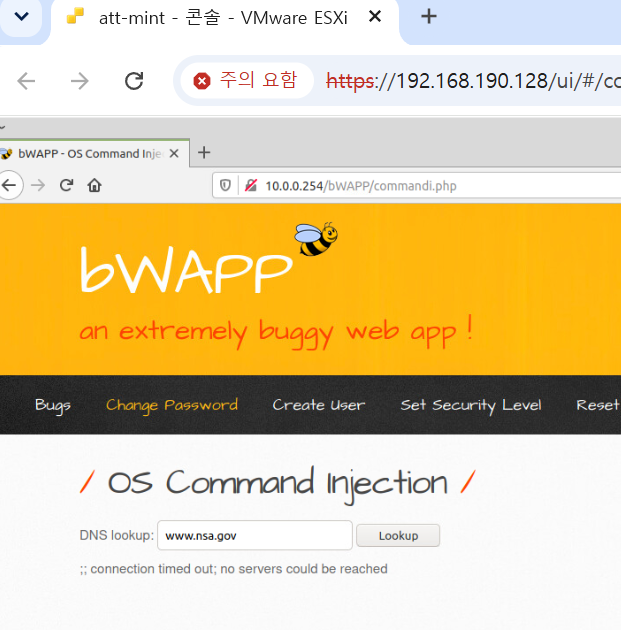 att-mint - 콘솔 - VMware ESXi
주의 요함 https://192.168.190.128/ui/#/co
bWAPP - OS Command Inje
10.0.0.254/bWAPP/commandi.php
bWAPP
an extremely buggy web app !
Bugs Change Password Create User Set Security Level Reset
/ OS Command Injection /
DNS lookup: www.nsa.gov Lookup
;; connection timed out; no servers could be reached